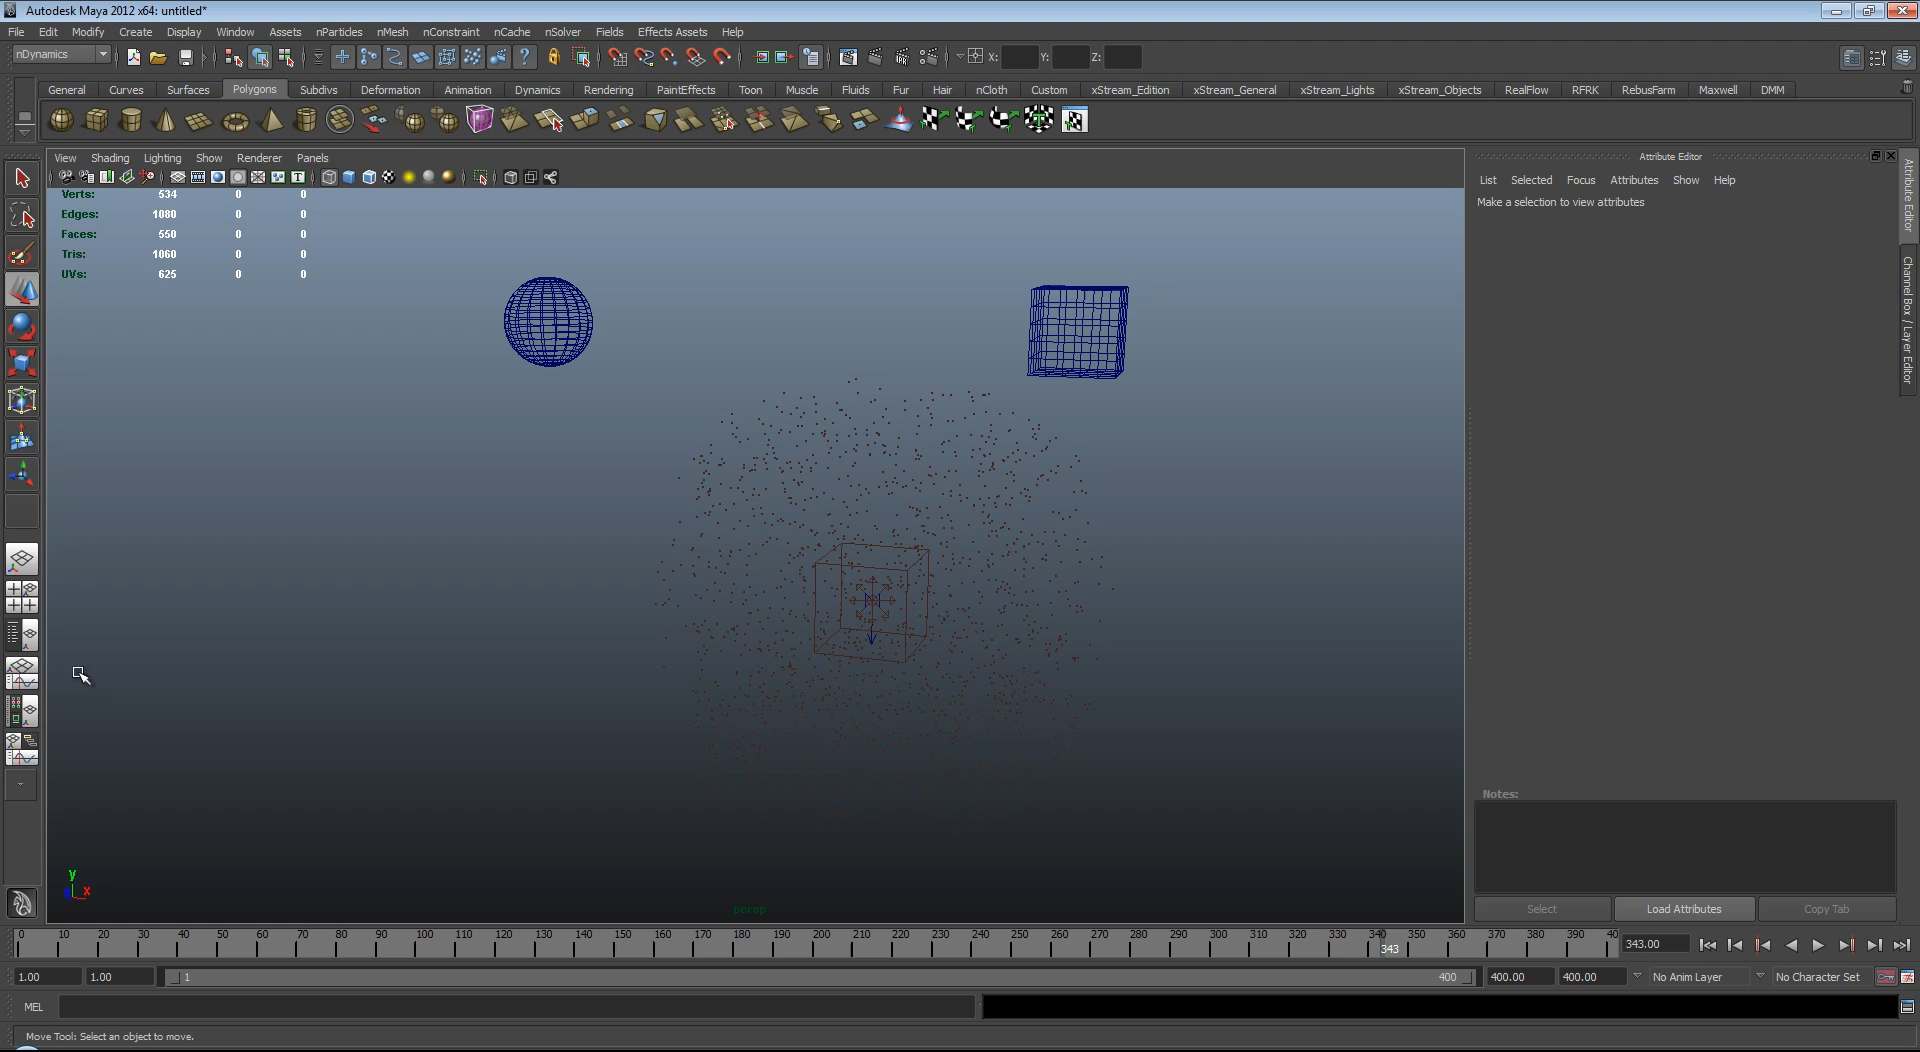 Autodesk Maya 2012 x64: untitled*
File Edit Modify Create Display Window Assets nParticles nMesh nConstraint nCache nSolver Fields Effects Assets Help
nDynamics X: Y: Z:
General Curves Surfaces Polygons Subdivs Deformation Animation Dynamics Rendering PaintEffects Toon Muscle Fluids Fur Hair nCloth Custom xStream_Edition xStream_General xStream_Lights xStream_Objects RealFlow RFRK RebusFarm Maxwell DMM
View Shading Lighting Show Renderer Panels
Verts: 534 0 0
Edges: 1080 0 0
Faces: 550 0 0
Tris: 1060 0 0
UVs: 625 0 0
y
z x
persp
Attribute Editor
List Selected Focus Attributes Show Help
Make a selection to view attributes
Notes:
Select Load Attributes Copy Tab
Attribute Editor
Channel Box / Layer Editor
0 10 20 30 40 50 60 70 80 90 100 110 120 130 140 150 160 170 180 190 200 210 220 230 240 250 260 270 280 290 300 310 320 330 340 350 360 370 380 390 40
343
343.00
1.00 1.00 1 400 400.00 400.00 No Anim Layer No Character Set
MEL
Move Tool: Select an object to move.